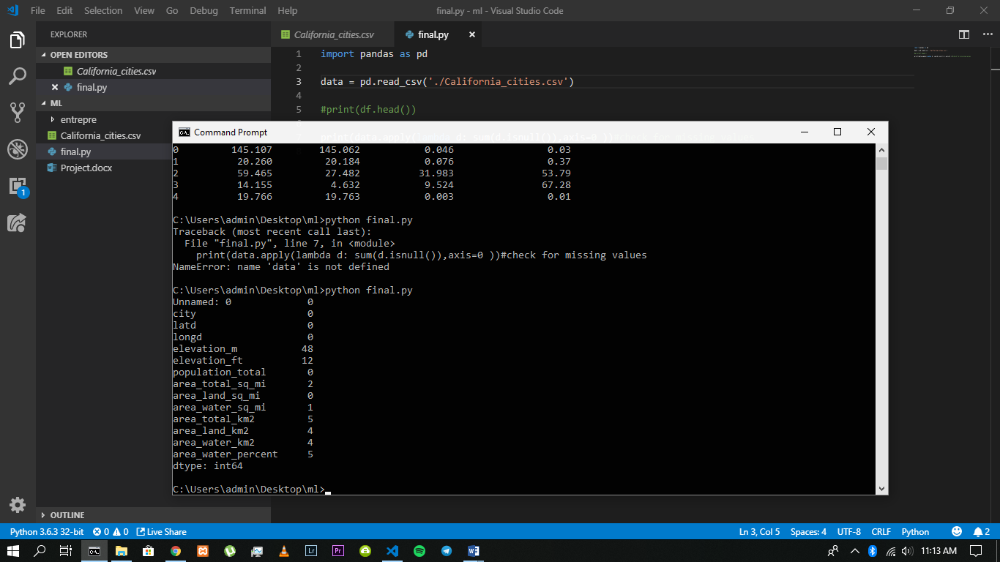 File Edit Selection View Go Debug Terminal Help final.py - ml - Visual Studio Code
EXPLORER
OPEN EDITORS
California_cities.csv
final.py
ML
entrepre
California_cities.csv
final.py
Project.docx
OUTLINE
1
California_cities.csv final.py
1 import pandas as pd
2
3 data = pd.read_csv('./California_cities.csv')
4
5 #print(df.head())
Command Prompt
print(data.apply(lambda d: sum(d.isnull()),axis=0 ))#check for missing values
0 145.107 145.062 0.046 0.03
1 20.260 20.184 0.076 0.37
2 59.465 27.482 31.983 53.79
3 14.155 4.632 9.524 67.28
4 19.766 19.763 0.003 0.01
C:\Users\admin\Desktop\ml>python final.py
Traceback (most recent call last):
File "final.py", line 7, in <module>
print(data.apply(lambda d: sum(d.isnull()),axis=0 ))#check for missing values
NameError: name 'data' is not defined
C:\Users\admin\Desktop\ml>python final.py
Unnamed: 0 0
city 0
latd 0
longd 0
elevation_m 48
elevation_ft 12
population_total 0
area_total_sq_mi 2
area_land_sq_mi 0
area_water_sq_mi 1
area_total_km2 5
area_land_km2 4
area_water_km2 4
area_water_percent 5
dtype: int64
C:\Users\admin\Desktop\ml>
Python 3.6.3 32-bit 0 0 Live Share Ln 3, Col 5 Spaces: 4 UTF-8 CRLF Python 2
Lr Pr 11:13 AM